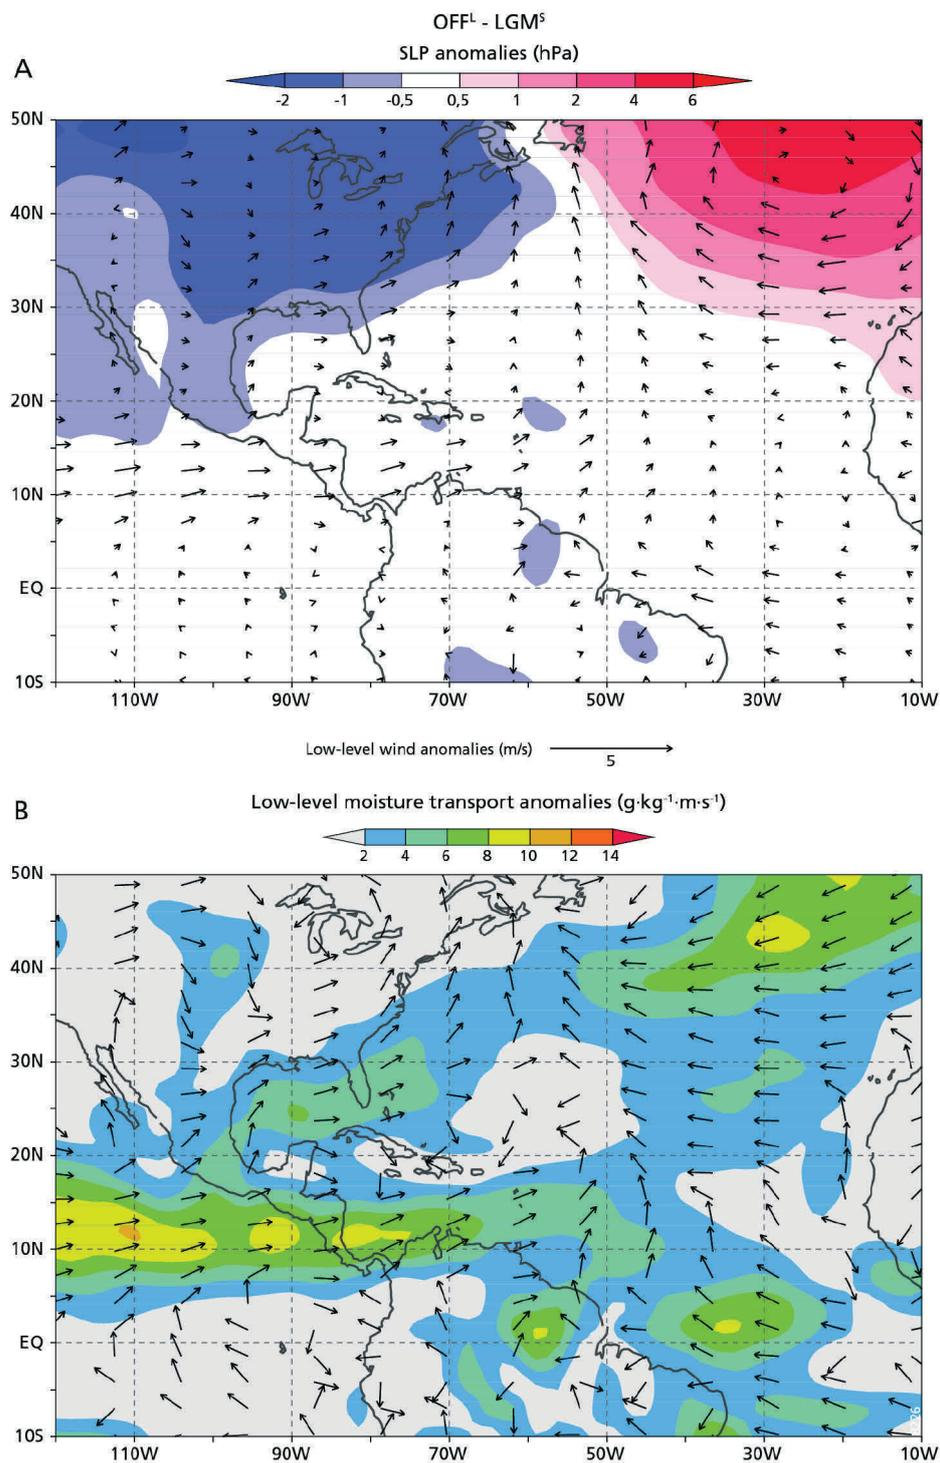 OFFᴸ - LGMˢ
SLP anomalies (hPa)
A
-2 -1 -0,5 0,5 1 2 4 6
50N
40N
30N
20N
10N
EQ
10S
110W 90W 70W 50W 30W 10W
Low-level wind anomalies (m/s)
5
Low-level moisture transport anomalies (g·kg⁻¹·m·s⁻¹)
B
2 4 6 8 10 12 14
50N
40N
30N
20N
10N
EQ
10S
110W 90W 70W 50W 30W 10W